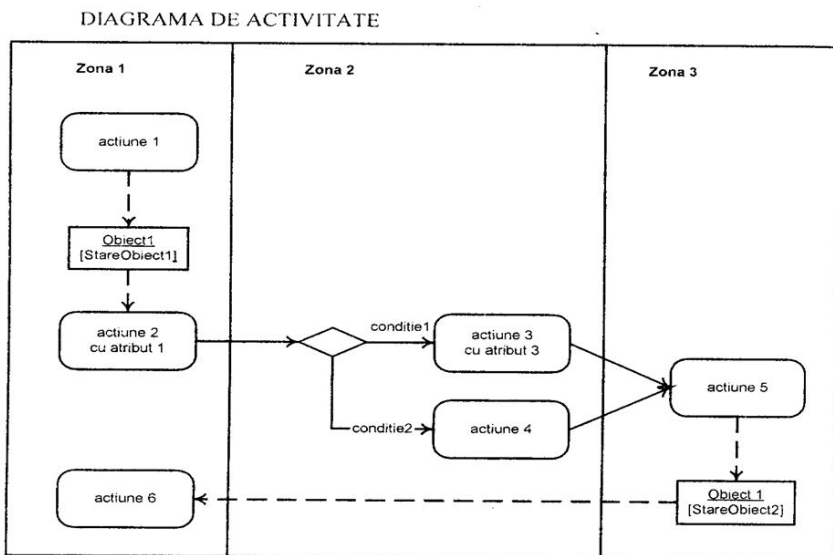 DIAGRAMA DE ACTIVITATE
Zona 1
Zona 2
Zona 3
actiune 1
Obiect1
[StareObiect1]
actiune 2
cu atribut 1
conditie1
actiune 3
cu atribut 3
conditie2
actiune 4
actiune 5
actiune 6
Obiect 1
[StareObiect2]